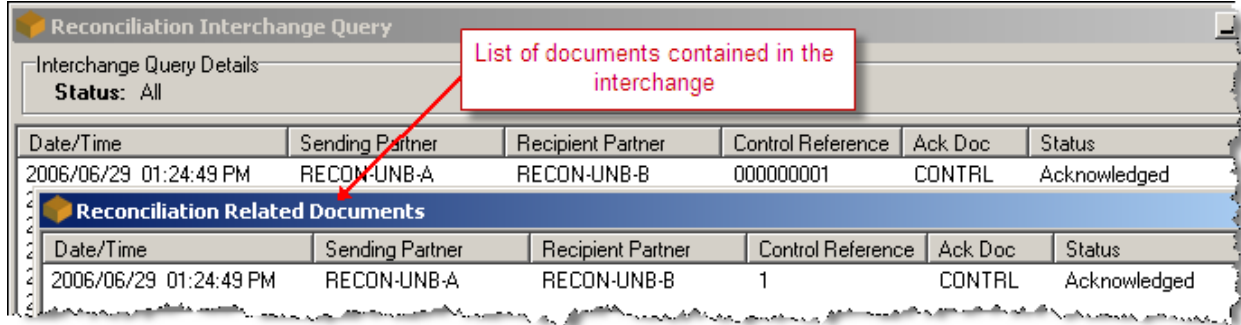 Reconciliation Interchange Query
List of documents contained in the
interchange
Interchange Query Details
Status: All
Date/Time Sending Partner Recipient Partner Control Reference Ack Doc Status
2006/06/29 01:24:49 PM RECON-UNB-A RECON-UNB-B 000000001 CONTRL Acknowledged
Reconciliation Related Documents
Date/Time Sending Partner Recipient Partner Control Reference Ack Doc Status
2006/06/29 01:24:49 PM RECON-UNB-A RECON-UNB-B 1 CONTRL Acknowledged